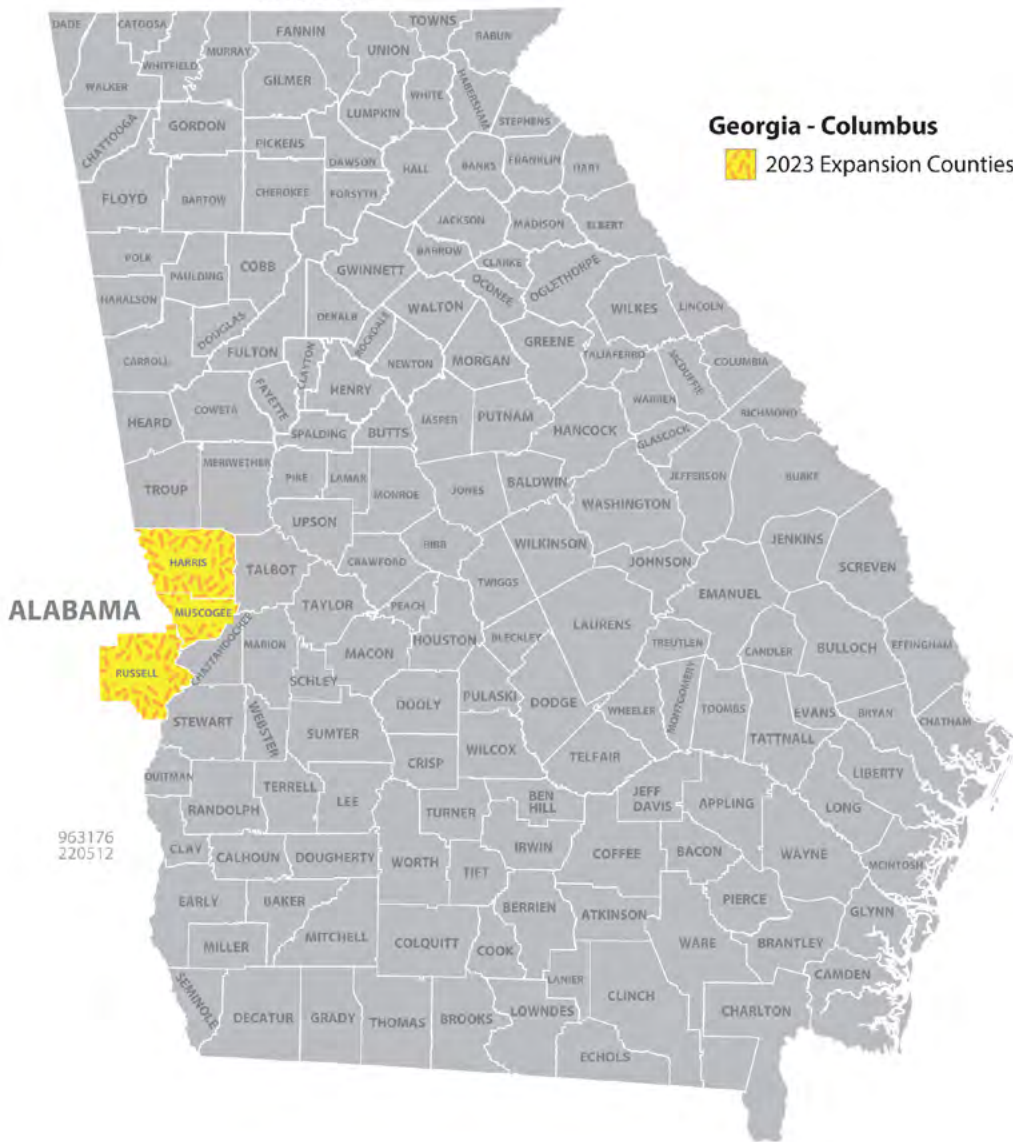 DADE
CATOOSA
FANNIN
TOWNS
RABUN
UNION
MURRAY
WHITFIELD
GILMER
WALKER
WHITE
HABERSHAM
LUMPKIN
STEPHENS
Georgia - Columbus
2023 Expansion Counties
CHATTOOGA
GORDON
PICKENS
DAWSON
HALL
BANKS
FRANKLIN
HART
FLOYD
BARTOW
CHEROKEE
FORSYTH
JACKSON
MADISON
ELBERT
POLK
PAULDING
COBB
GWINNETT
BARROW
CLARKE
OCONEE
OGLETHORPE
HARALSON
DOUGLAS
DEKALB
ROCKDALE
WALTON
WILKES
LINCOLN
CARROLL
FULTON
CLAYTON
NEWTON
MORGAN
GREENE
TALIAFERRO
MCDUFFIE
COLUMBIA
HEARD
COWETA
FAYETTE
HENRY
WARREN
RICHMOND
SPALDING
BUTTS
JASPER
PUTNAM
HANCOCK
GLASCOCK
TROUP
MERIWETHER
PIKE
LAMAR
MONROE
JONES
BALDWIN
WASHINGTON
JEFFERSON
BURKE
UPSON
HARRIS
TALBOT
CRAWFORD
BIBB
WILKINSON
JOHNSON
JENKINS
SCREVEN
TWIGGS
EMANUEL
ALABAMA
MUSCOGEE
TAYLOR
PEACH
HOUSTON
BLECKLEY
LAURENS
TREUTLEN
CANDLER
BULLOCH
EFFINGHAM
RUSSELL
CHATTAHOOCHEE
MARION
MACON
SCHLEY
DOOLY
PULASKI
DODGE
WHEELER
MONTGOMERY
TOOMBS
EVANS
BRYAN
CHATHAM
STEWART
WEBSTER
SUMTER
CRISP
WILCOX
TELFAIR
TATTNALL
LIBERTY
QUITMAN
RANDOLPH
TERRELL
LEE
TURNER
BEN
HILL
JEFF
DAVIS
APPLING
LONG
963176
220512
CLAY
CALHOUN
DOUGHERTY
WORTH
TIFT
IRWIN
COFFEE
BACON
WAYNE
MCINTOSH
EARLY
BAKER
MITCHELL
BERRIEN
ATKINSON
PIERCE
GLYNN
MILLER
COLQUITT
COOK
WARE
BRANTLEY
SEMINOLE
LANIER
CLINCH
CAMDEN
DECATUR
GRADY
THOMAS
BROOKS
LOWNDES
CHARLTON
ECHOLS